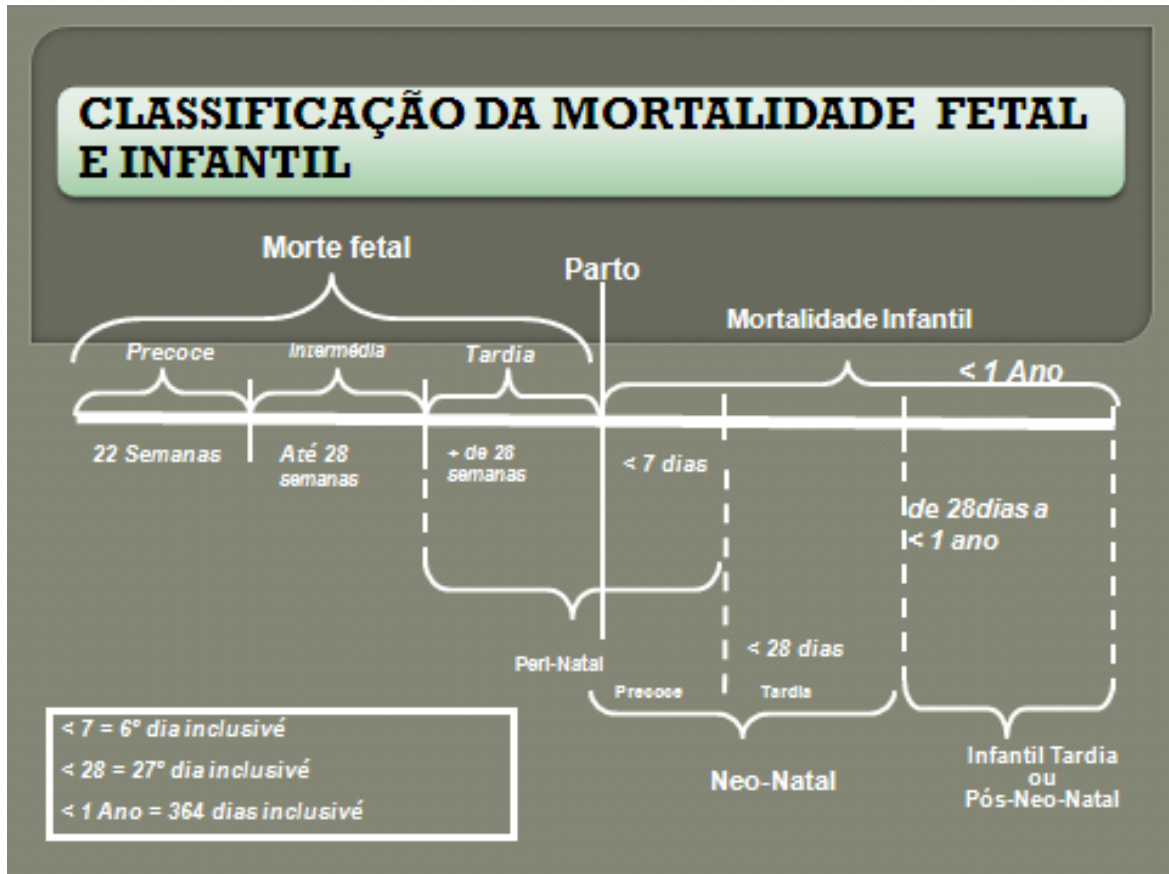 CLASSIFICAÇÃO DA MORTALIDADE FETAL
E INFANTIL
Morte fetal
Parto
Mortalidade Infantil
Precoce
Intermédia
Tardia
< 1 Ano
22 Semanas
Até 28
semanas
+ de 28
semanas
< 7 dias
de 28dias a
< 1 ano
Peri-Natal
< 28 dias
Precoce
Tardia
Neo-Natal
Infantil Tardia
ou
Pós-Neo-Natal
< 7 = 6º dia inclusivé
< 28 = 27º dia inclusivé
< 1 Ano = 364 dias inclusivé